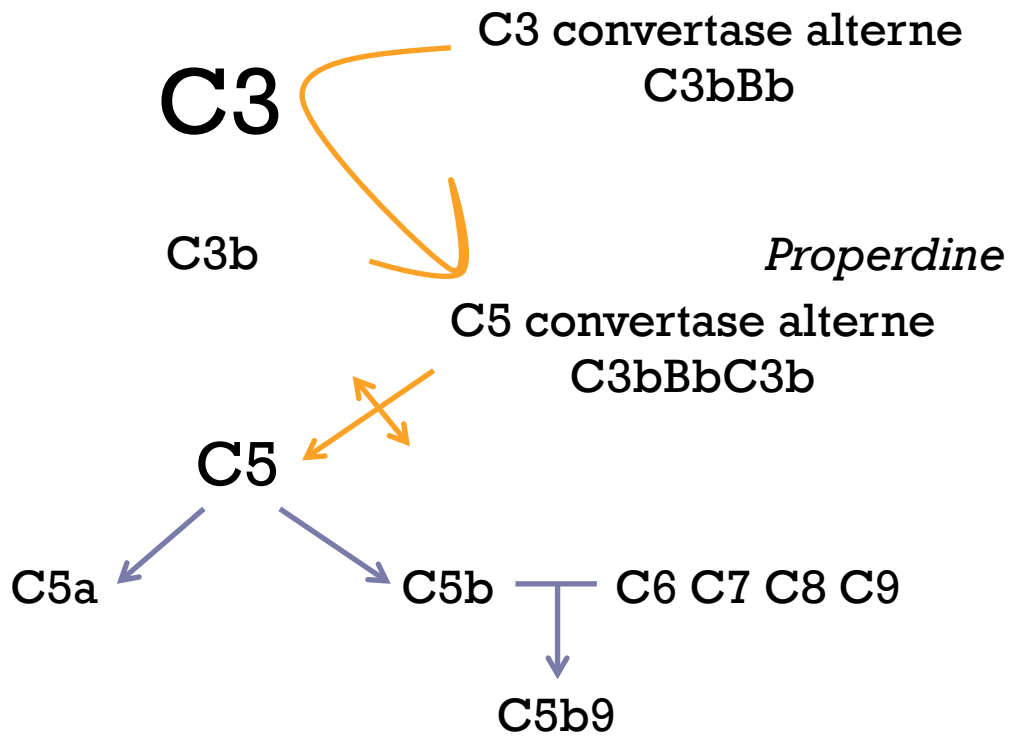 C3 convertase alterne
C3bBb
C3
C3b
Properdine
C5 convertase alterne
C3bBbC3b
C5
C5a
C5b
C6 C7 C8 C9
C5b9